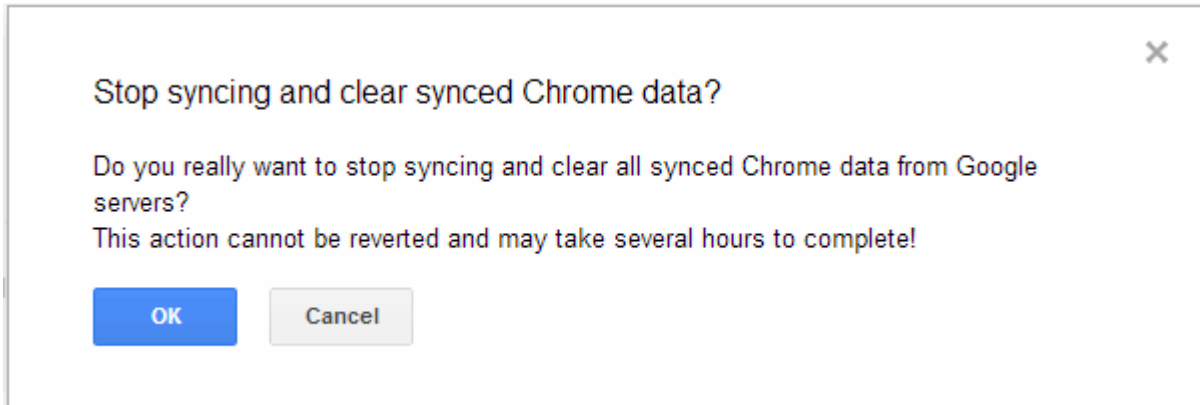 Stop syncing and clear synced Chrome data?
Do you really want to stop syncing and clear all synced Chrome data from Google
servers?
This action cannot be reverted and may take several hours to complete!
OK Cancel